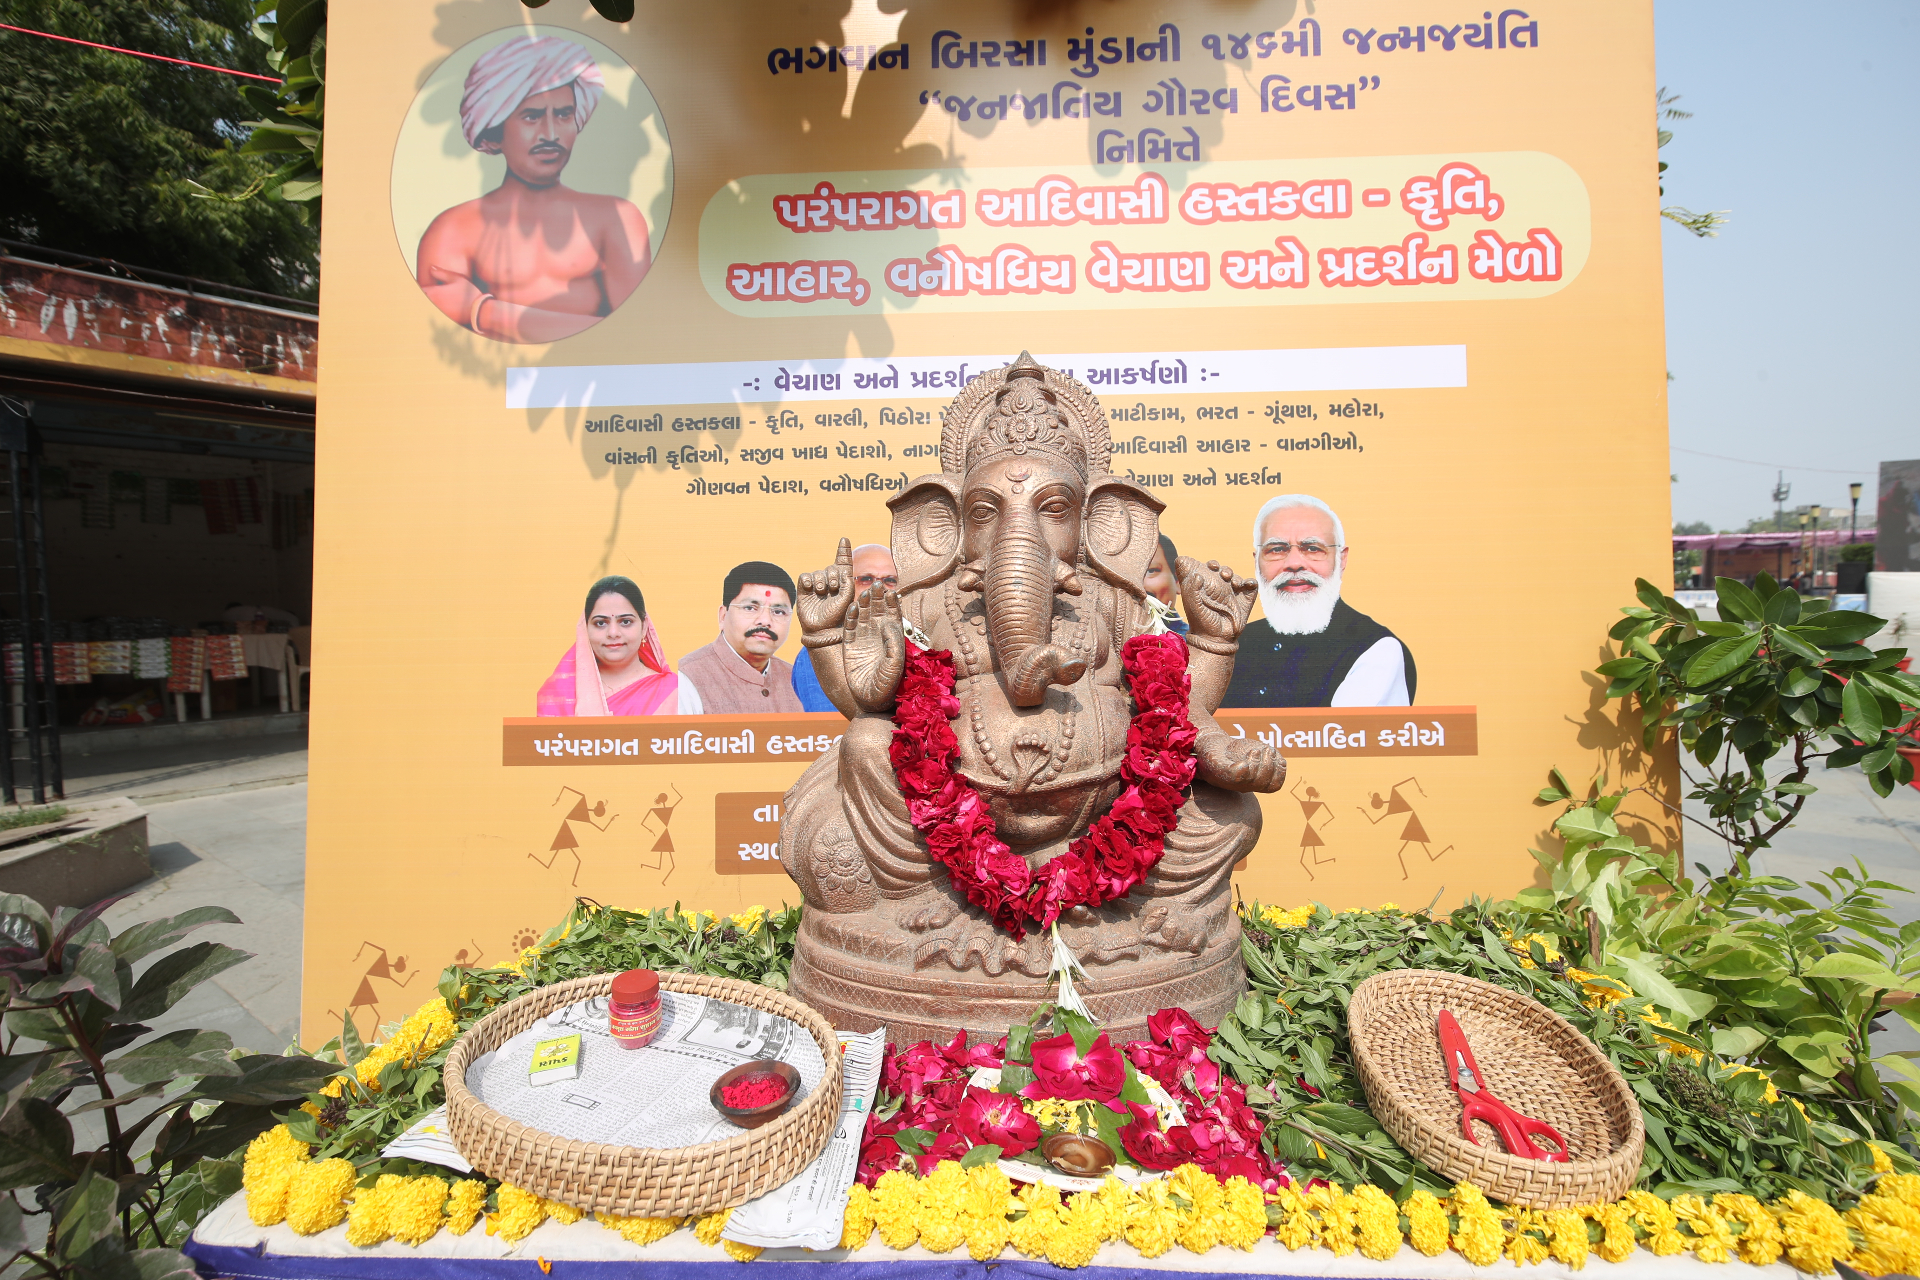 ભગવાન બિરસા મુંડાની ૧૪૬મી જન્મજયંતિ
“જનજાતિય ગૌરવ દિવસ”
નિમિત્તે
પરંપરાગત આદિવાસી હસ્તકલા - કૃતિ,
આહાર, વનૌષધિય વેચાણ અને પ્રદર્શન મેળો
-: વેચાણ અને પ્રદર્શન આકર્ષણો :-
આદિવાસી હસ્તકલા - કૃતિ, વારલી, પિઠોરા માટીકામ, ભરત - ગૂંથણ, મહોરા,
વાંસની કૃતિઓ, સજીવ ખાદ્ય પેદાશો, આદિવાસી આહાર - વાનગીઓ,
ગૌણવન પેદાશ, વનૌષધિઓ વેચાણ અને પ્રદર્શન
પરંપરાગત આદિવાસી પ્રોત્સાહિત કરીએ
તા.